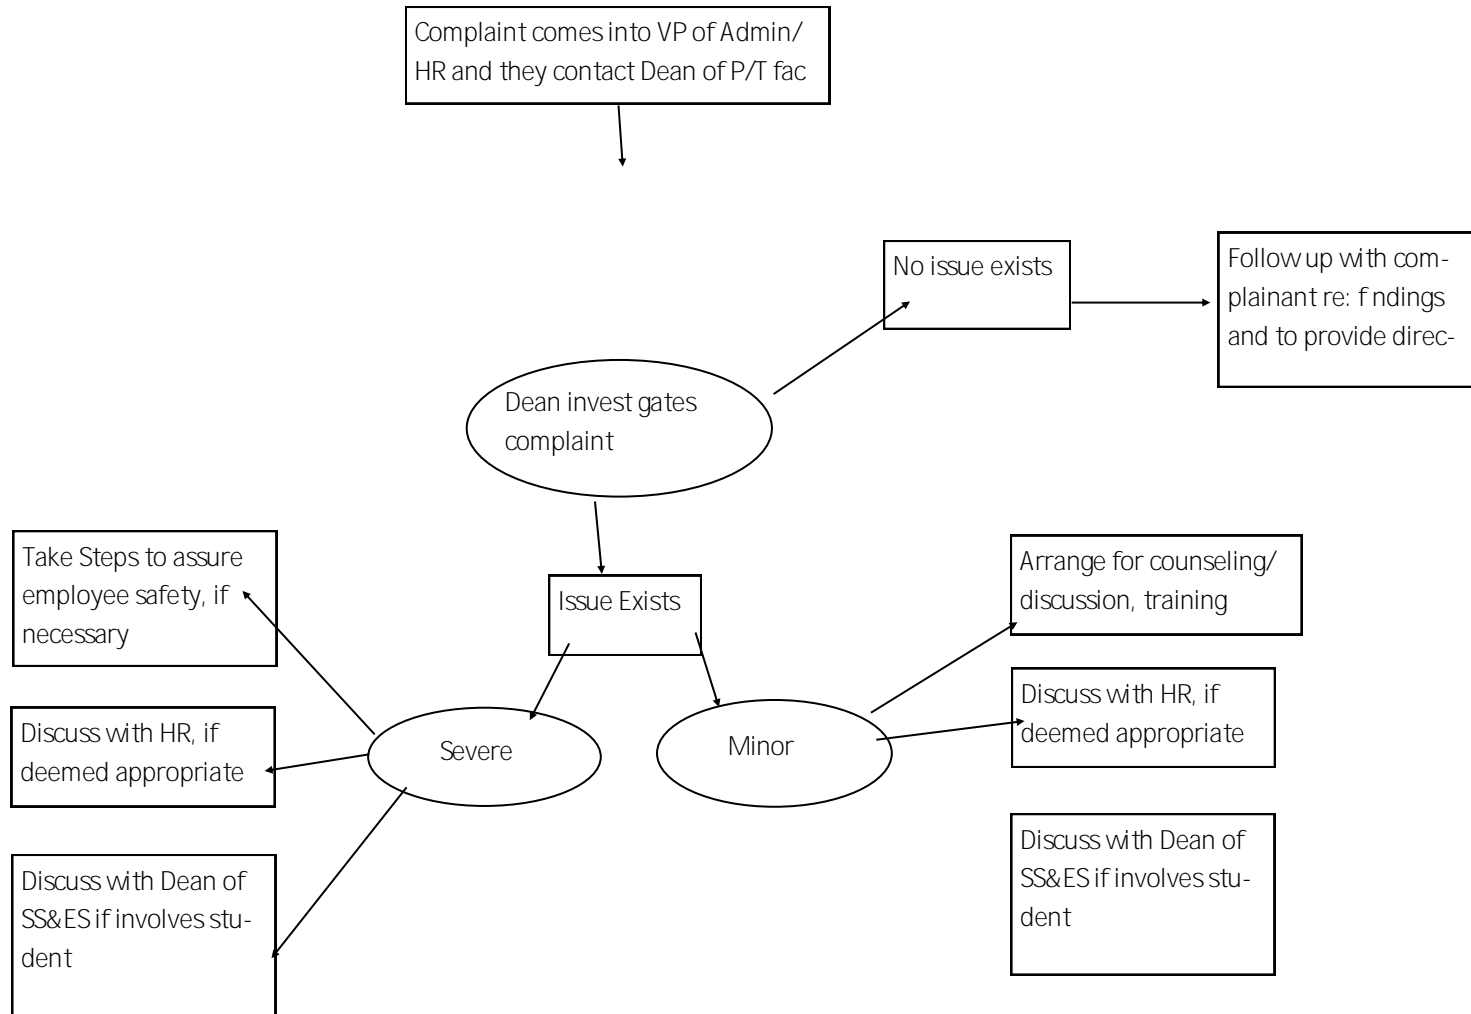 Complaint comes into VP of Admin/
HR and they contact Dean of P/T fac
No issue exists
Follow up with com-
plainant re: f ndings
and to provide direc-
Dean invest gates
complaint
Issue Exists
Take Steps to assure
employee safety, if
necessary
Arrange for counseling/
discussion, training
Severe
Minor
Discuss with HR, if
deemed appropriate
Discuss with HR, if
deemed appropriate
Discuss with Dean of
SS&ES if involves stu-
dent
Discuss with Dean of
SS&ES if involves stu-
dent